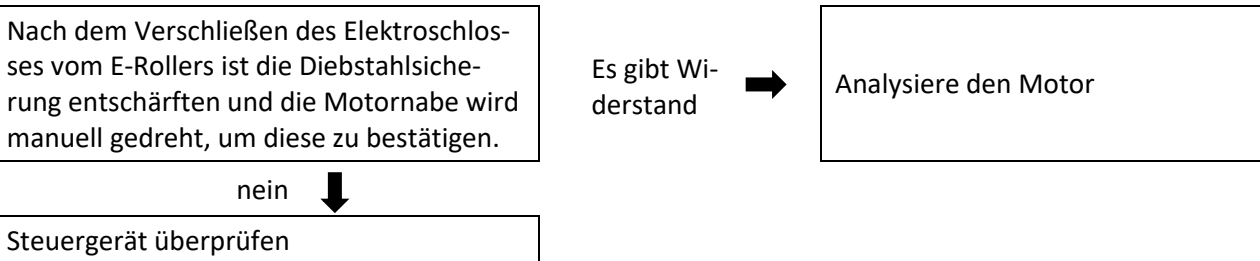 Nach dem Verschließen des Elektroschlos-
ses vom E-Rollers ist die Diebstahlsiche-
rung entschärften und die Motornabe wird
manuell gedreht, um diese zu bestätigen.
Es gibt Wi-
derstand
Analysiere den Motor
nein
Steuergerät überprüfen